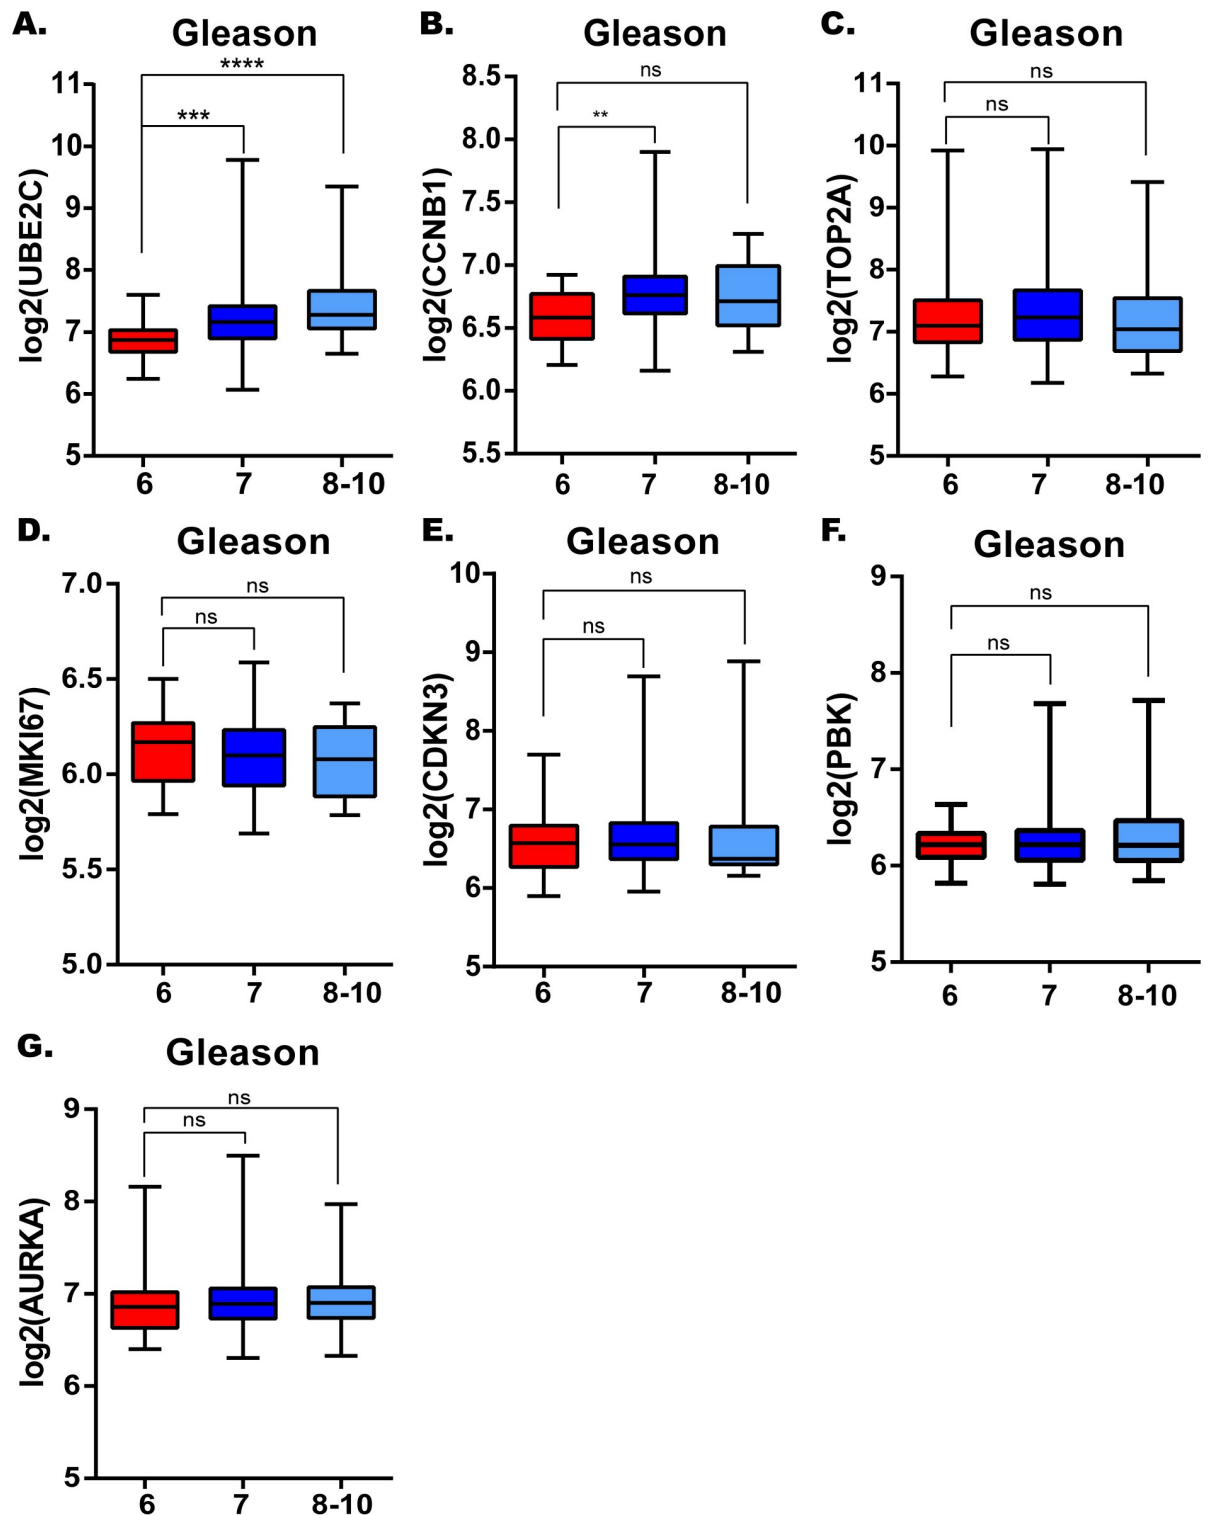 A.
Gleason
****
***
11
10
9
8
7
6
5
log2(UBE2C)
6 7 8-10
B.
Gleason
ns
**
8.5
8.0
7.5
7.0
6.5
6.0
5.5
log2(CCNB1)
6 7 8-10
C.
Gleason
ns
ns
11
10
9
8
7
6
5
log2(TOP2A)
6 7 8-10
D.
Gleason
ns
ns
7.0
6.5
6.0
5.5
5.0
log2(MKI67)
6 7 8-10
E.
Gleason
ns
ns
10
9
8
7
6
5
log2(CDKN3)
6 7 8-10
F.
Gleason
ns
ns
9
8
7
6
5
log2(PBK)
6 7 8-10
G.
Gleason
ns
ns
9
8
7
6
5
log2(AURKA)
6 7 8-10